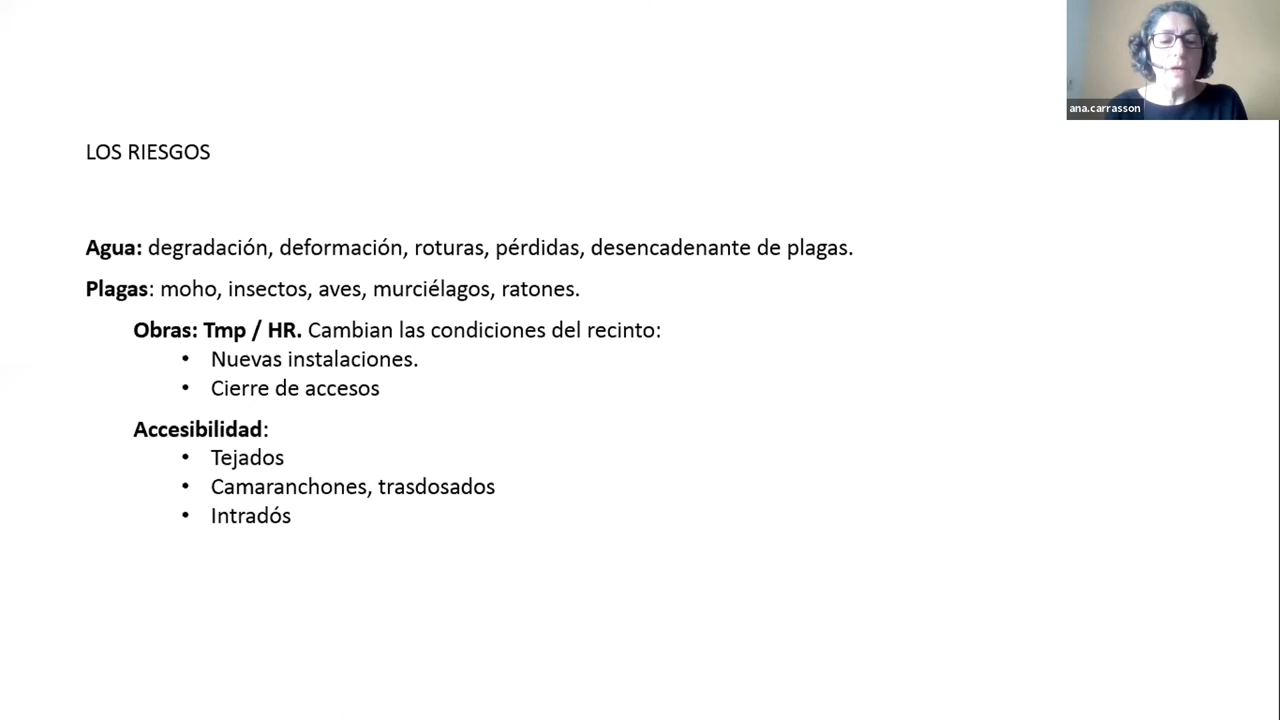 ana.carrasson
LOS RIESGOS
Agua: degradación, deformación, roturas, pérdidas, desencadenante de plagas.
Plagas: moho, insectos, aves, murciélagos, ratones.
Obras: Tmp / HR. Cambian las condiciones del recinto:
• Nuevas instalaciones.
• Cierre de accesos
Accesibilidad:
• Tejados
• Camaranchones, trasdosados
• Intradós